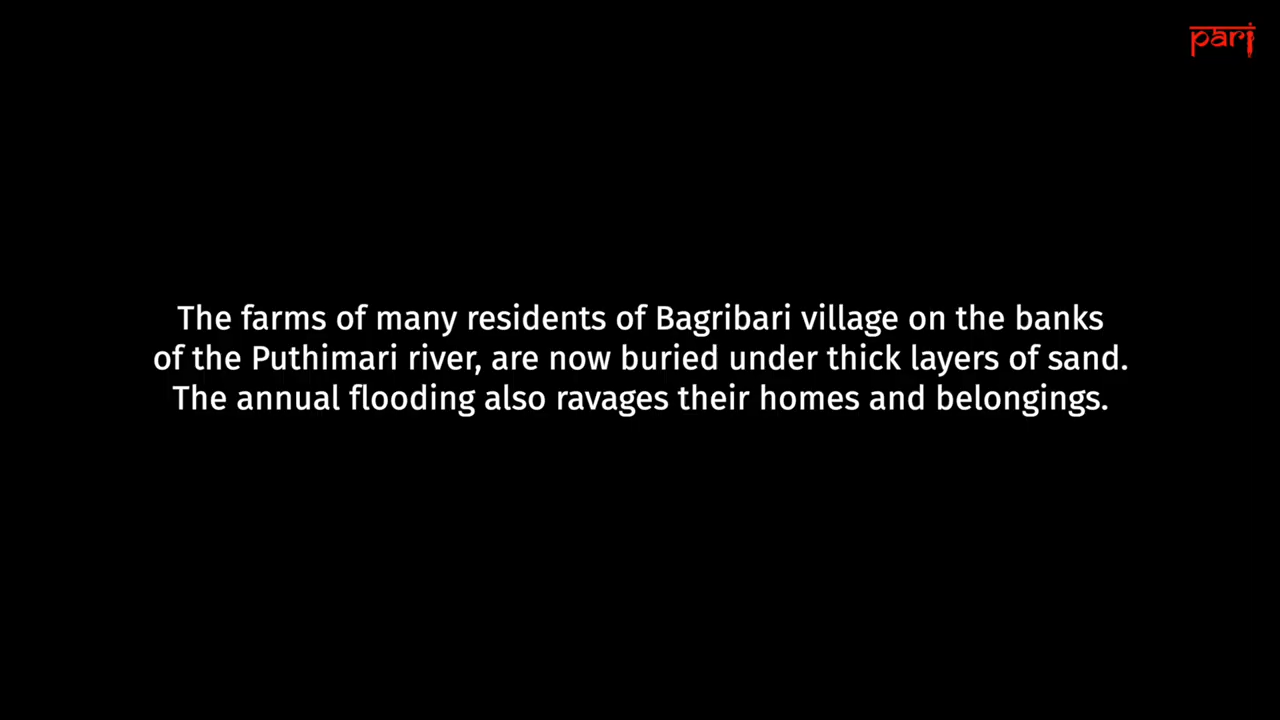 pari
The farms of many residents of Bagribari village on the banks
of the Puthimari river, are now buried under thick layers of sand.
The annual flooding also ravages their homes and belongings.